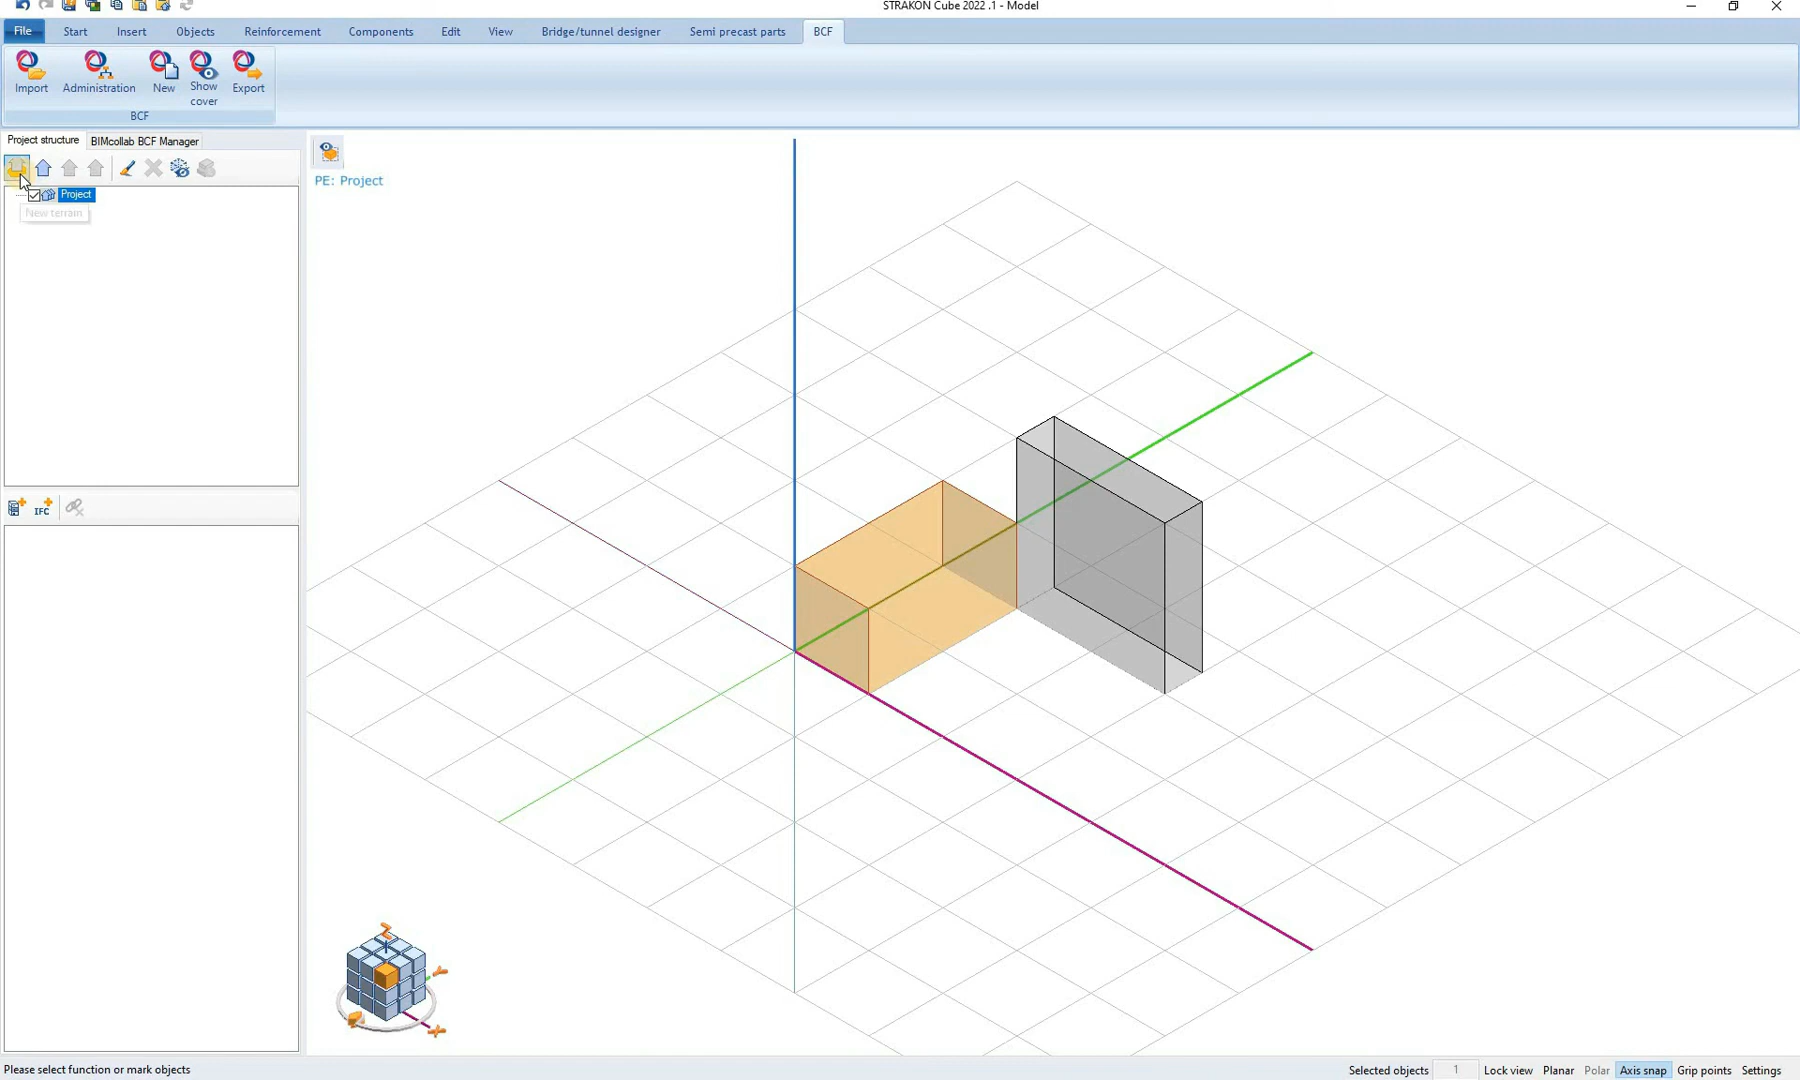 STRAKON Cube 2022 .1 - Model
File Start Insert Objects Reinforcement Components Edit View Bridge/tunnel designer Semi precast parts BCF
Import Administration New Show cover Export
BCF
Project structure BIMcollab BCF Manager
PE: Project
Project
New terrain
IFC
Z
Y
X
Please select function or mark objects
Selected objects 1 Lock view Planar Polar Axis snap Grip points Settings